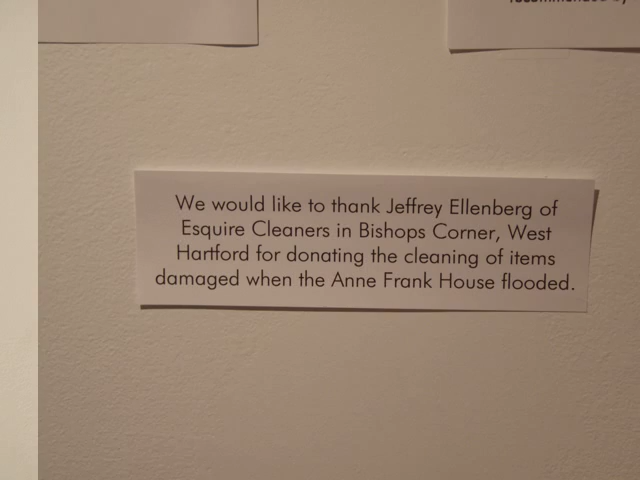 We would like to thank Jeffrey Ellenberg of
Esquire Cleaners in Bishops Corner, West
Hartford for donating the cleaning of items
damaged when the Anne Frank House flooded.